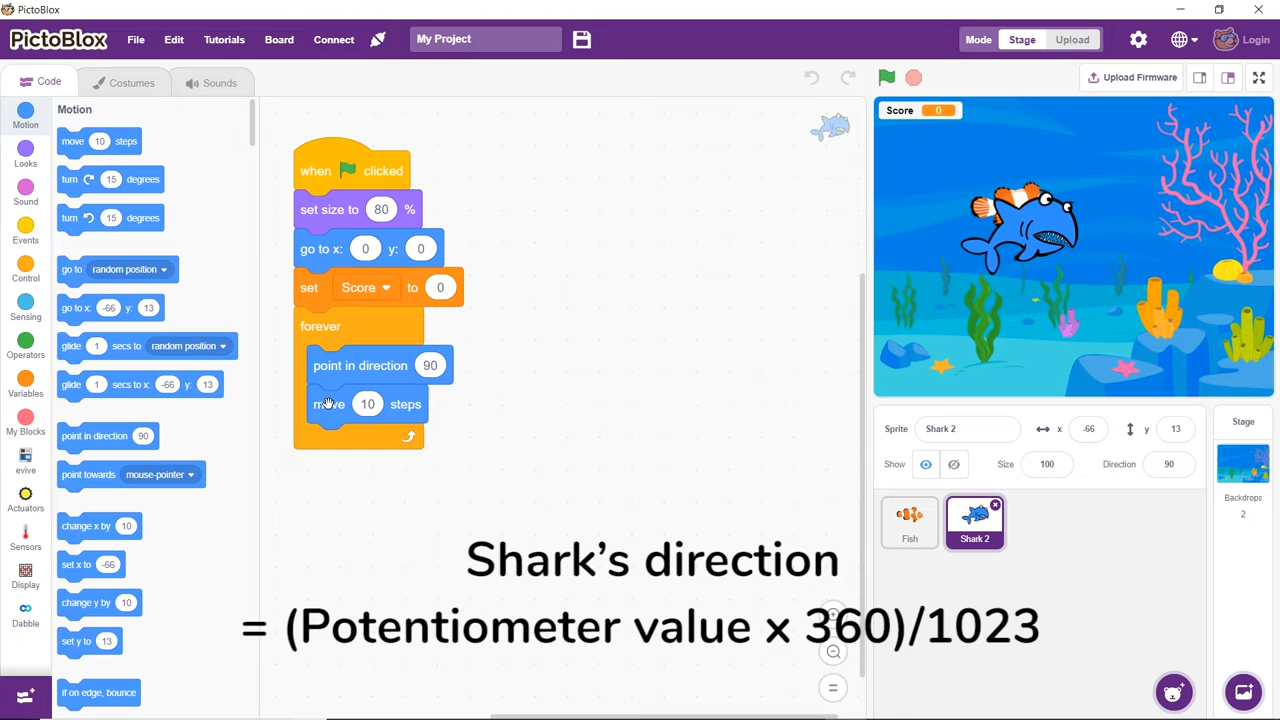 PictoBlox
PictoBlox File Edit Tutorials Board Connect My Project Mode Stage Upload Login
Code Costumes Sounds Upload Firmware
Motion
Motion
Looks
Sound
Events
Control
Sensing
Operators
Variables
My Blocks
evive
Actuators
Sensors
Display
Dabble
move 10 steps
turn 15 degrees
turn 15 degrees
go to random position
go to x: -66 y: 13
glide 1 secs to random position
glide 1 secs to x: -66 y: 13
point in direction 90
point towards mouse-pointer
change x by 10
set x to -66
change y by 10
set y to 13
if on edge, bounce
when clicked
set size to 80 %
go to x: 0 y: 0
set Score to 0
forever
point in direction 90
move 10 steps
Shark's direction
= (Potentiometer value x 360)/1023
Score 0
Sprite Shark 2 x -66 y 13
Show Size 100 Direction 90
Fish
Shark 2
Stage
Backdrops
2